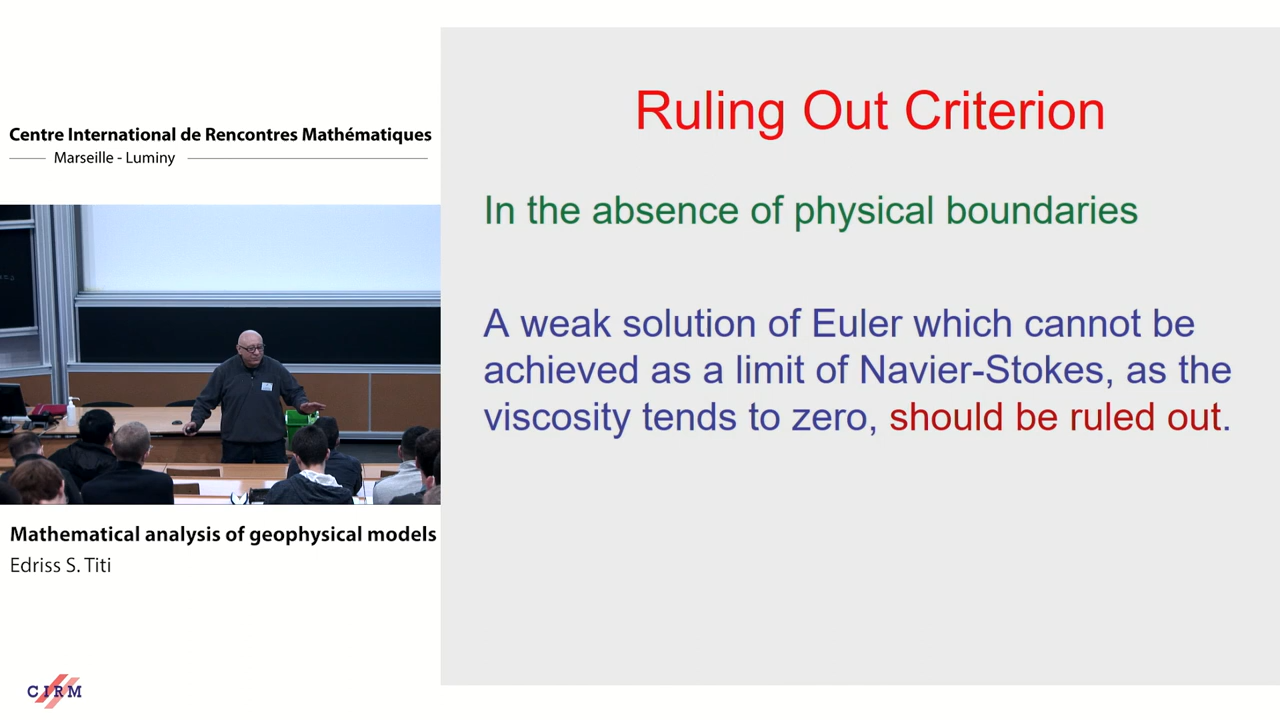 Centre International de Rencontres Mathématiques
Marseille - Luminy
Mathematical analysis of geophysical models
Edriss S. Titi
CIRM
Ruling Out Criterion
In the absence of physical boundaries
A weak solution of Euler which cannot be
achieved as a limit of Navier-Stokes, as the
viscosity tends to zero, should be ruled out.